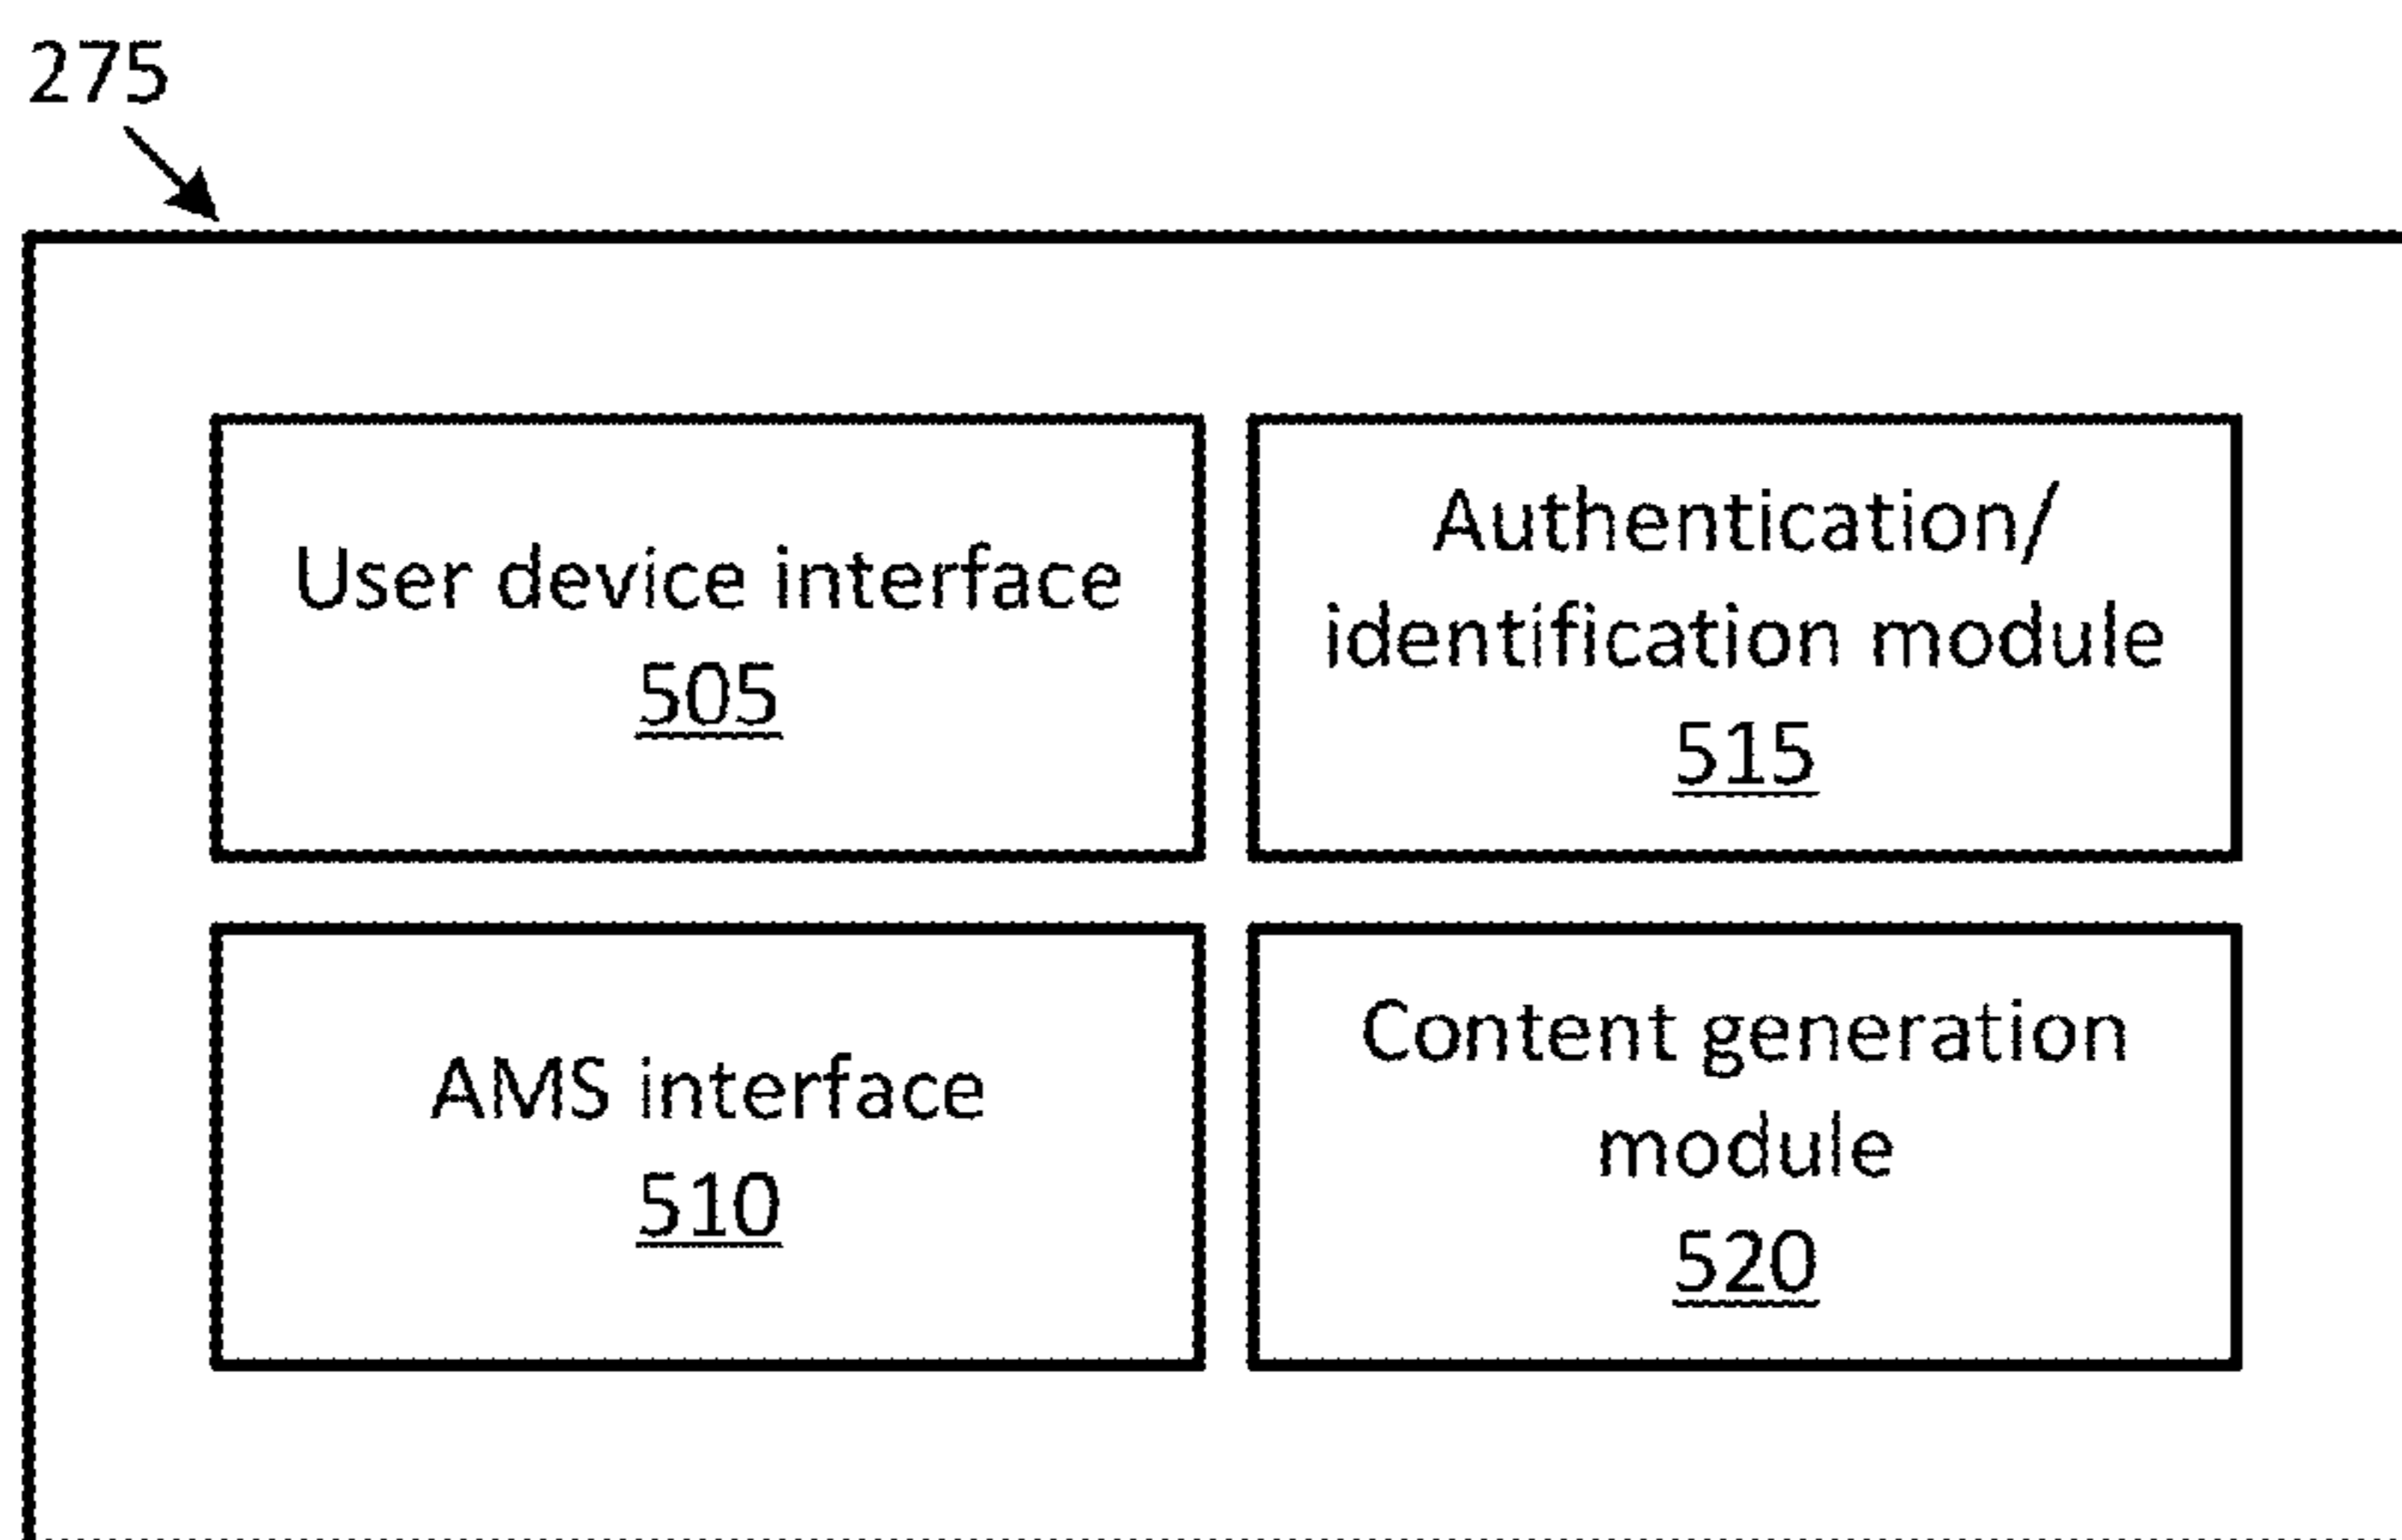 275
User device interface
505
Authentication/
identification module
515
AMS interface
510
Content generation
module
520